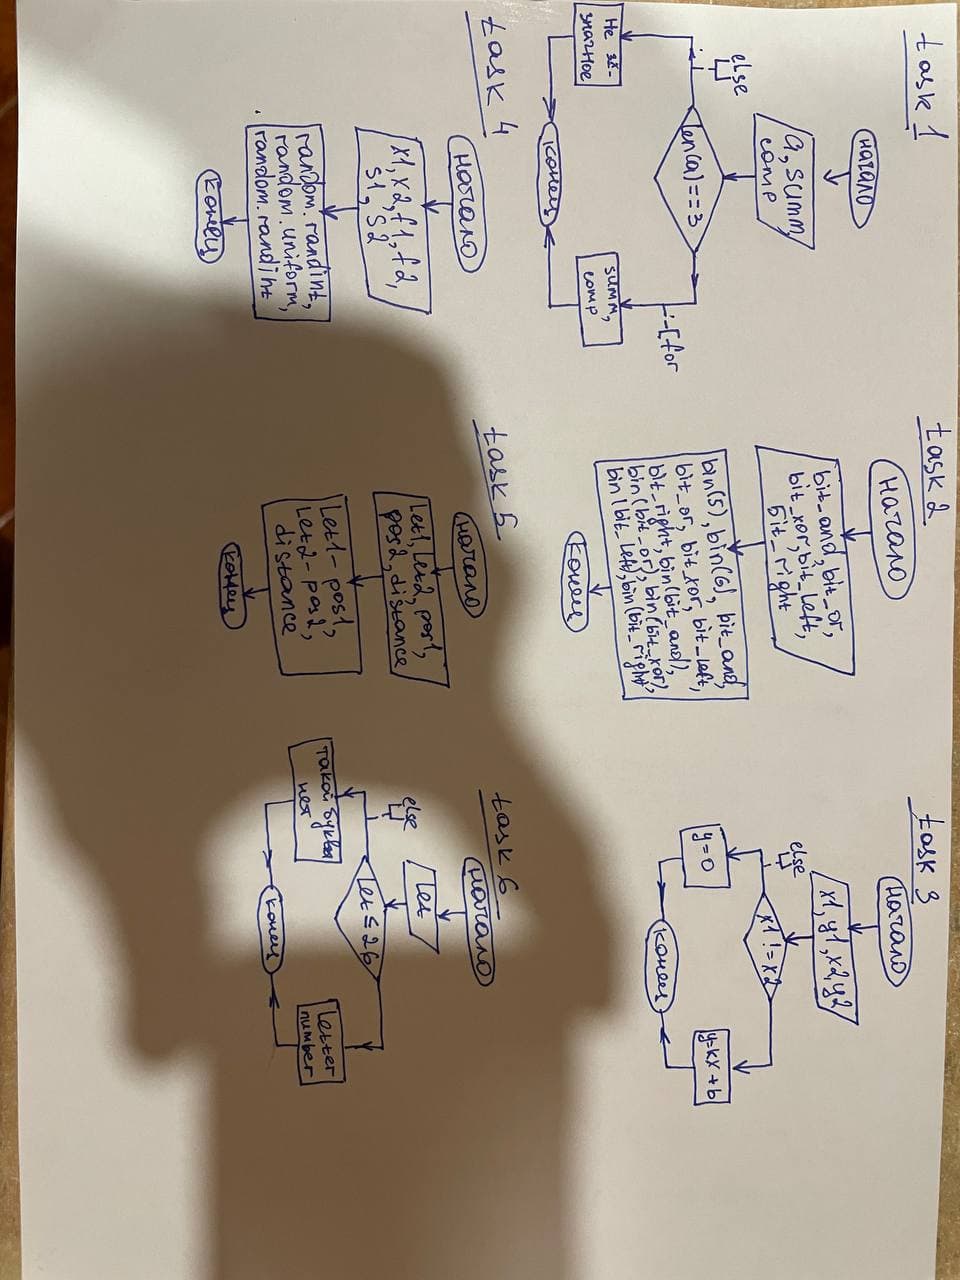 task 1
начало
a, summ,
comp
else
len(a)==3
for
Не 3х-
значное
summ,
comp
конец
task 2
начало
bit_and, bit_or,
bit_xor, bit_left,
bit_right
bin(5), bin(6), bit_and,
bit_or, bit_xor, bit_left,
bit_right, bin(bit_and),
bin(bit_or), bin(bit_xor),
bin(bit_left), bin(bit_right)
конец
task 3
начало
x1, y1, x2, y2
else
x1 != x2
y=0
y=kx+b
конец
task 4
начало
x1, x2, f1, f2,
s1, s2
random.randint,
random.uniform,
random.randint
конец
task 5
начало
let1, let2, pos1,
pos2, distance
let1- pos1,
let2- pos2,
distance
конец
task 6
начало
let
else
let ≤ 26
такой буквы
нет
letter
number
конец